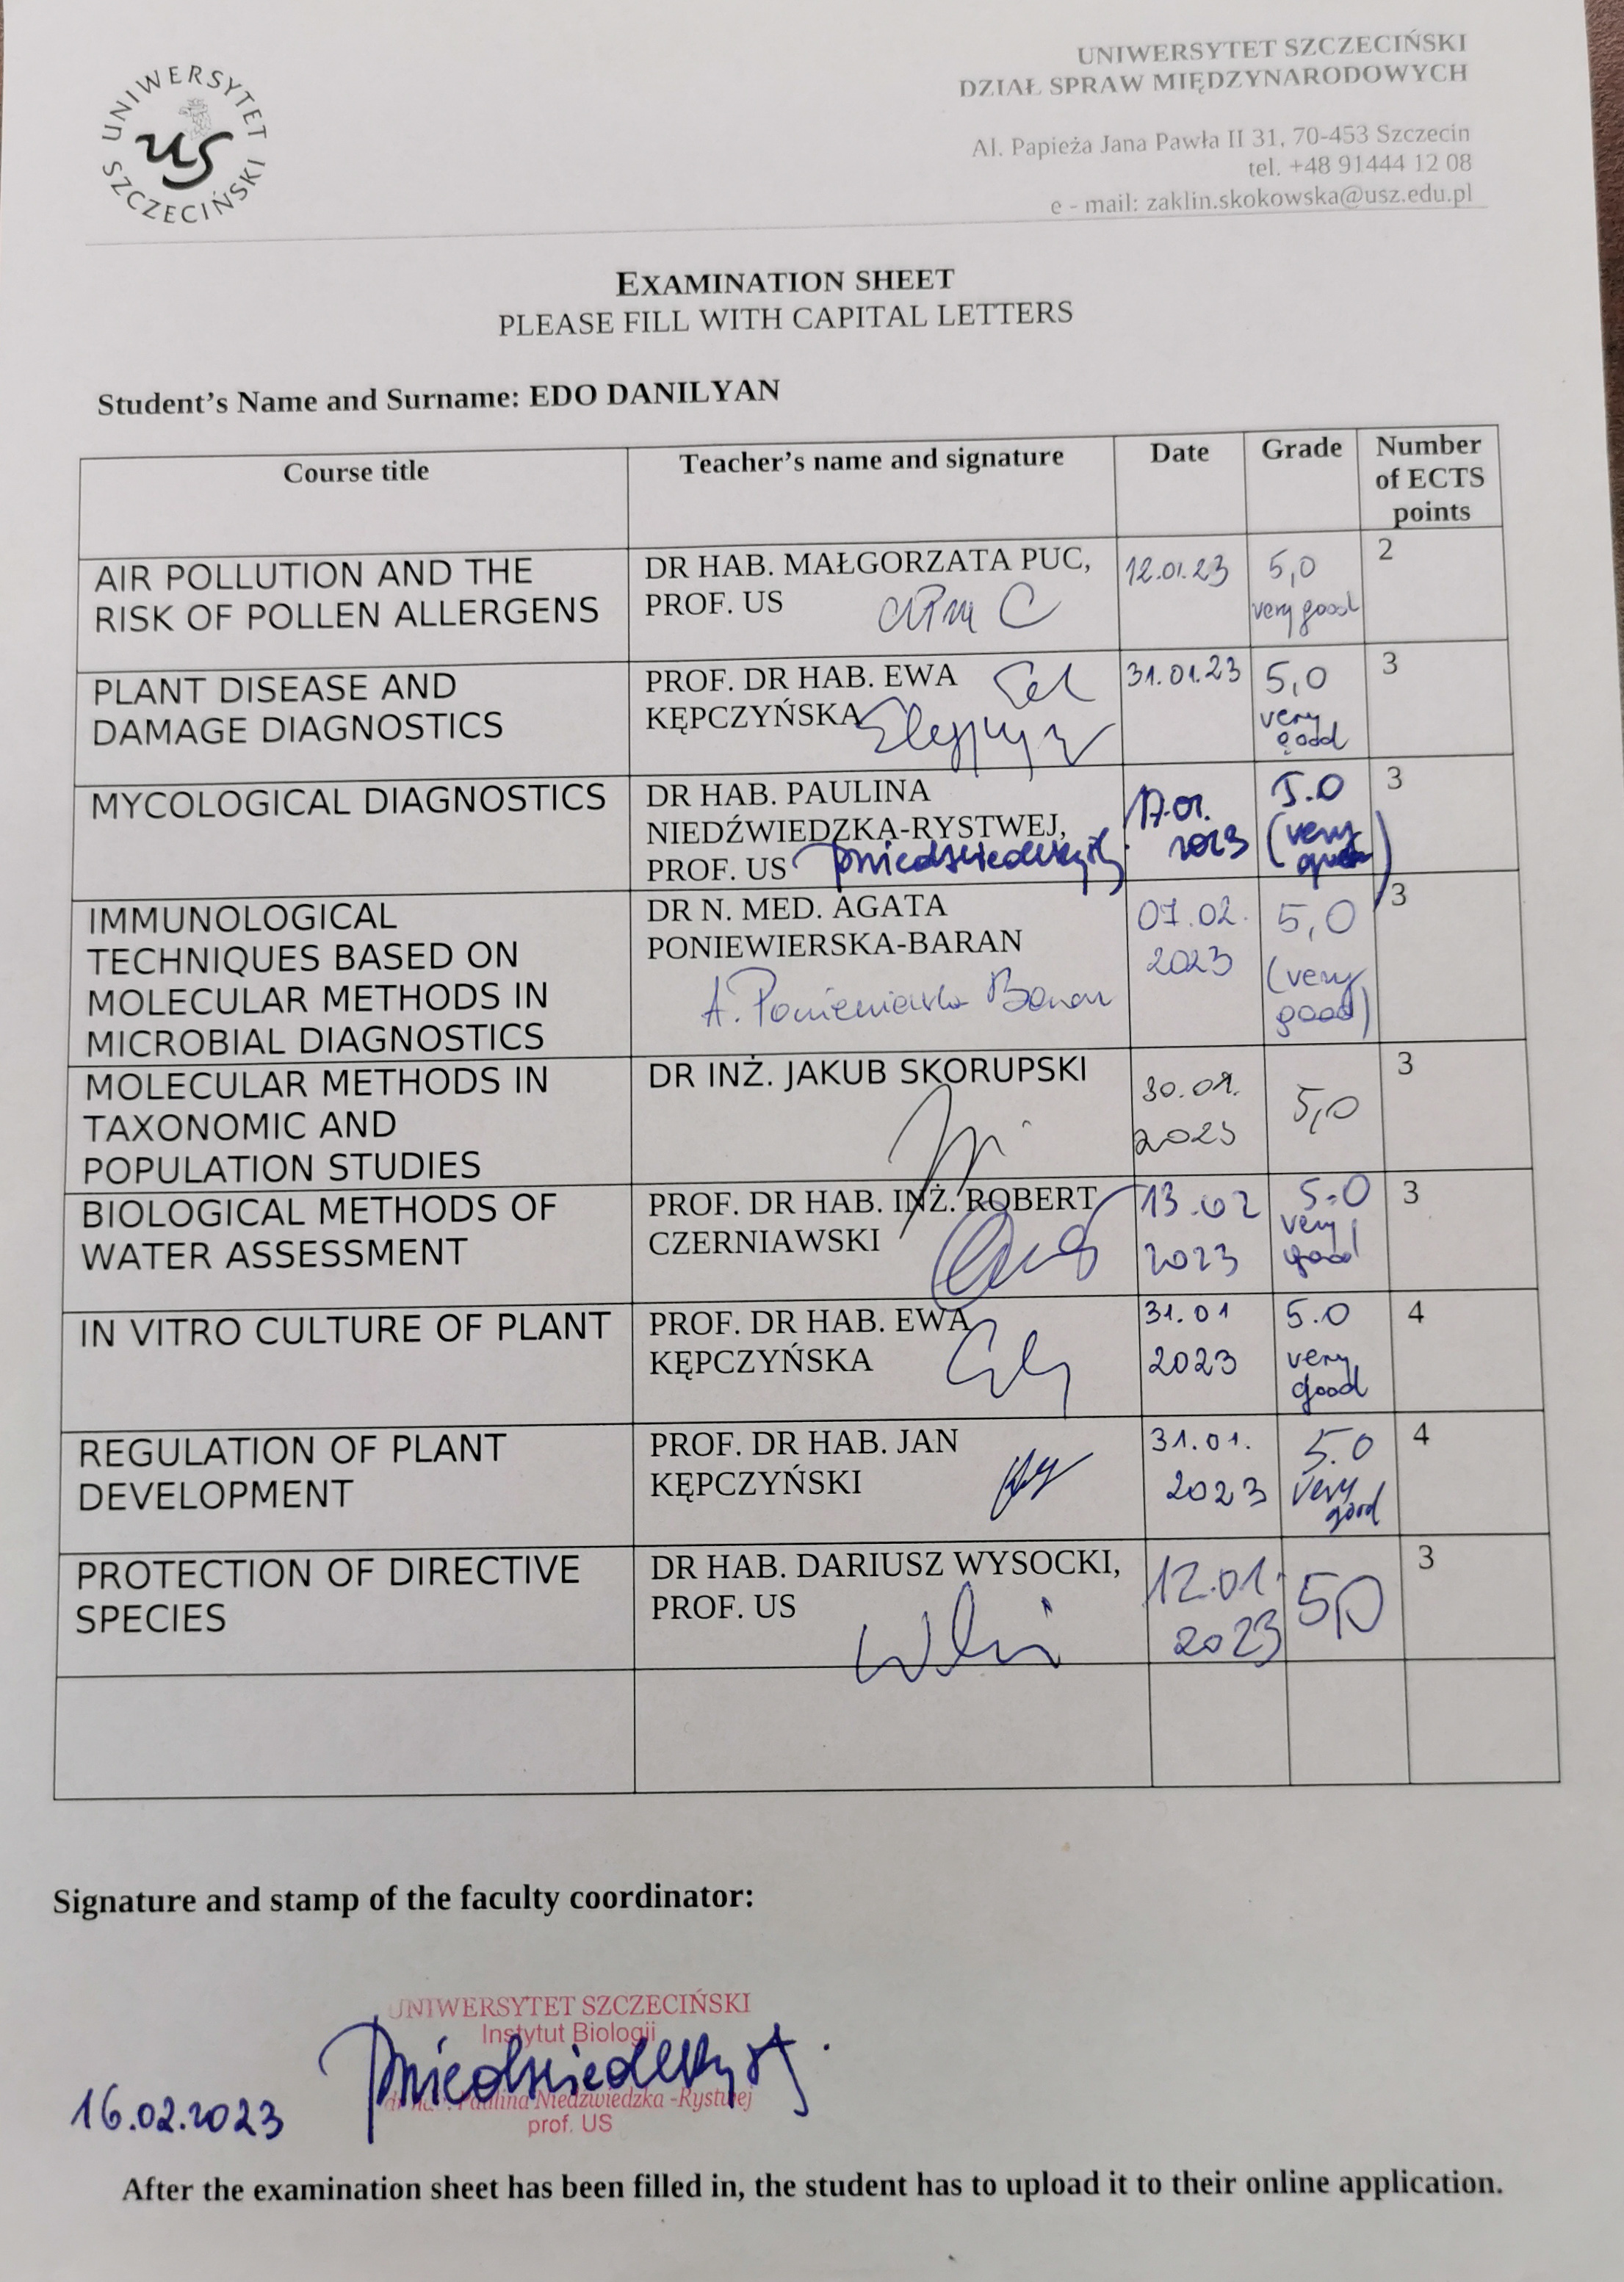 UNIWERSYTET SZCZECIŃSKI
us
UNIWERSYTET SZCZECIŃSKI
DZIAŁ SPRAW MIĘDZYNARODOWYCH
Al. Papieża Jana Pawła II 31, 70-453 Szczecin
tel. +48 91444 12 08
e - mail: zaklin.skokowska@usz.edu.pl
EXAMINATION SHEET
PLEASE FILL WITH CAPITAL LETTERS
Student's Name and Surname: EDO DANILYAN
Course title
Teacher's name and signature
Date
Grade
Number
of ECTS
points
AIR POLLUTION AND THE
RISK OF POLLEN ALLERGENS
DR HAB. MAŁGORZATA PUC,
PROF. US
12.01.23
5,0
very good
2
PLANT DISEASE AND
DAMAGE DIAGNOSTICS
PROF. DR HAB. EWA
KĘPCZYŃSKA
31.01.23
5,0
very
good
3
MYCOLOGICAL DIAGNOSTICS
DR HAB. PAULINA
NIEDŹWIEDZKA-RYSTWEJ,
PROF. US
17.01.
2023
5.0
(very
good)
3
IMMUNOLOGICAL
TECHNIQUES BASED ON
MOLECULAR METHODS IN
MICROBIAL DIAGNOSTICS
DR N. MED. AGATA
PONIEWIERSKA-BARAN
A. Poniewierska Baran
07.02.
2023
5,0
(very
good)
3
MOLECULAR METHODS IN
TAXONOMIC AND
POPULATION STUDIES
DR INŻ. JAKUB SKORUPSKI
30.01.
2023
5,0
3
BIOLOGICAL METHODS OF
WATER ASSESSMENT
PROF. DR HAB. INŻ. ROBERT
CZERNIAWSKI
13.02
2023
5.0
very
good
3
IN VITRO CULTURE OF PLANT
PROF. DR HAB. EWA
KĘPCZYŃSKA
31.01
2023
5.0
very
good
4
REGULATION OF PLANT
DEVELOPMENT
PROF. DR HAB. JAN
KĘPCZYŃSKI
31.01.
2023
5.0
very
good
4
PROTECTION OF DIRECTIVE
SPECIES
DR HAB. DARIUSZ WYSOCKI,
PROF. US
12.01.
2023
5,0
3
Signature and stamp of the faculty coordinator:
UNIWERSYTET SZCZECIŃSKI
Instytut Biologii
dr hab. Paulina Niedźwiedzka -Rystwej
prof. US
16.02.2023
After the examination sheet has been filled in, the student has to upload it to their online application.